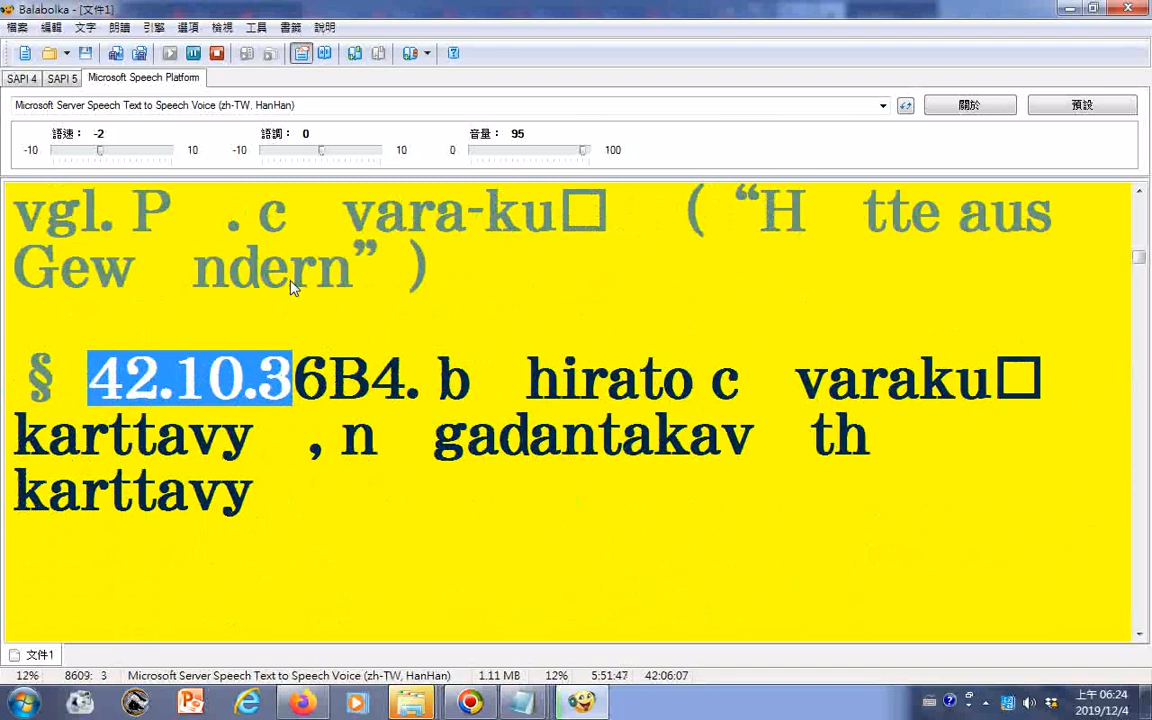 Balabolka - [文件1]
檔案 編輯 文字 朗讀 引擎 選項 檢視 工具 書籤 說明
SAPI 4 SAPI 5 Microsoft Speech Platform
Microsoft Server Speech Text to Speech Voice (zh-TW, HanHan) 關於 預設
語速： -2 語調： 0 音量： 95
-10 10 -10 10 0 100
vgl. P . c vara-ku□ (“H tte aus
Gew ndern”)
§ 42.10.36B4. b hirato c varaku□
karttavy , n gadantakav th
karttavy
文件1
12% 8609: 3 Microsoft Server Speech Text to Speech Voice (zh-TW, HanHan) 1.11 MB 12% 5:51:47 42:06:07
上午 06:24
2019/12/4